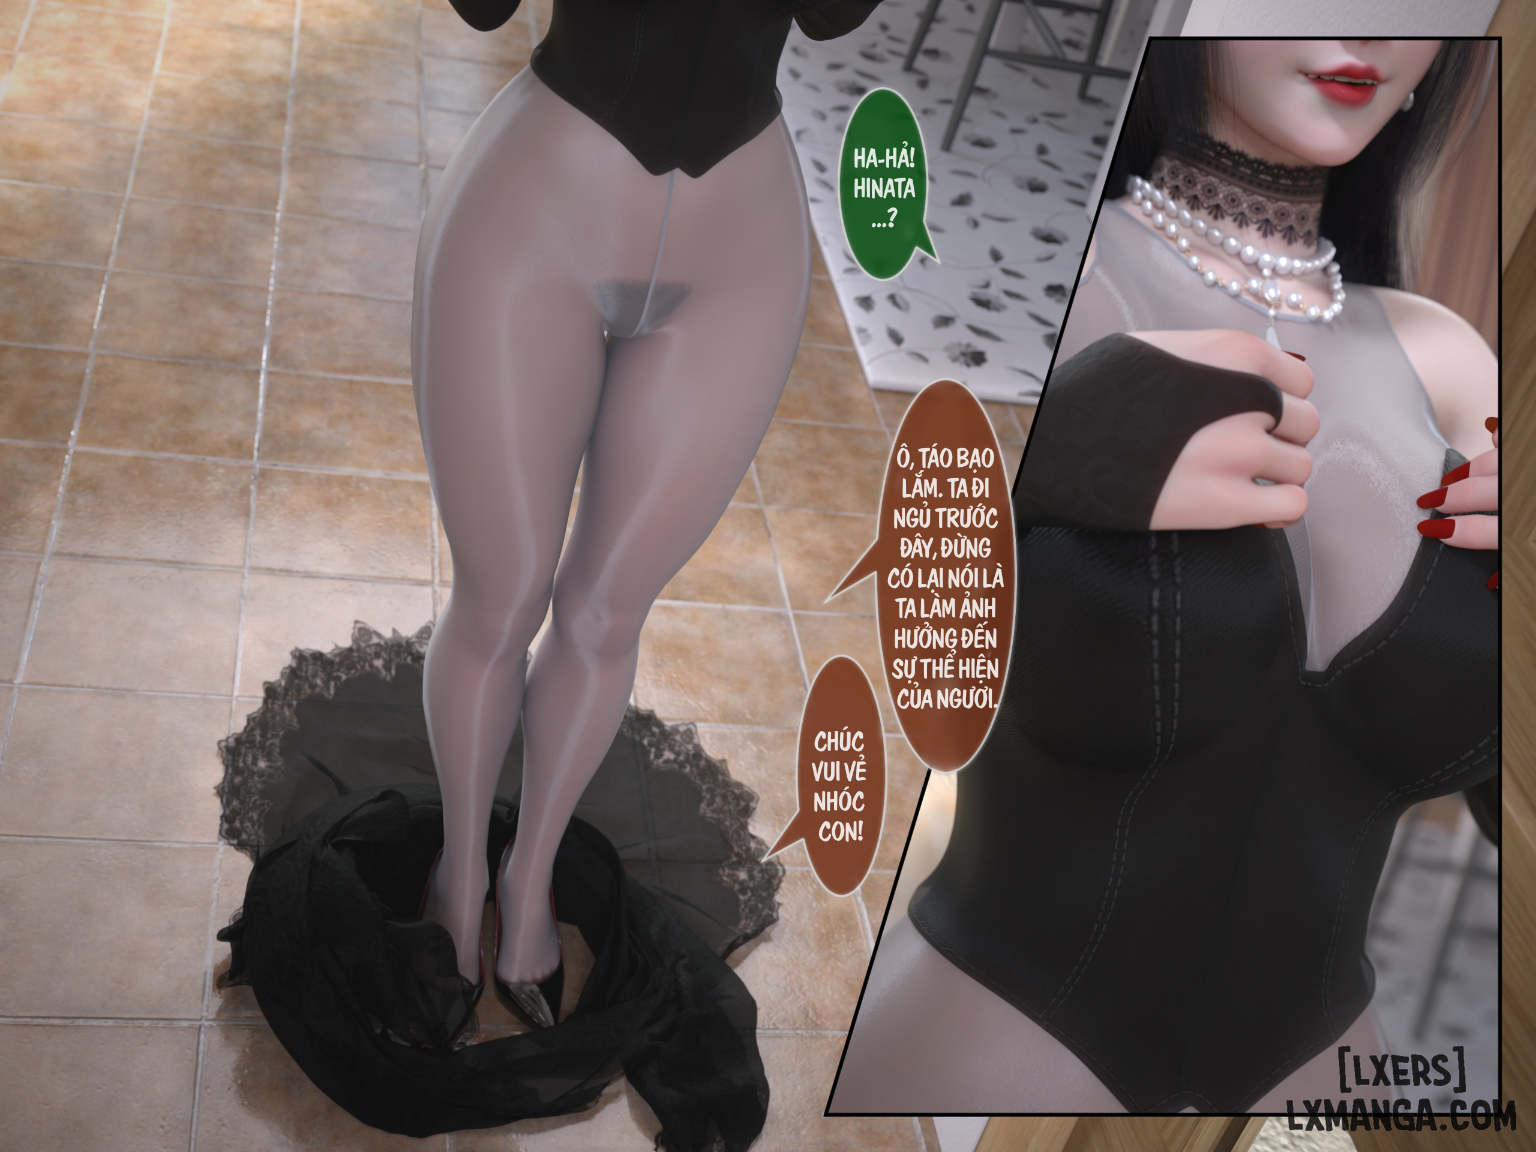 HA-HẢ!
HINATA
...?
Ô, TÁO BẠO
LẮM. TA ĐI
NGỦ TRƯỚC
ĐÂY, ĐỪNG
CÓ LẠI NÓI LÀ
TA LÀM ẢNH
HƯỞNG ĐẾN
SỰ THỂ HIỆN
CỦA NGƯƠI.
CHÚC
VUI VẺ
NHÓC
CON!
[LXERS]
LXMANGA.COM